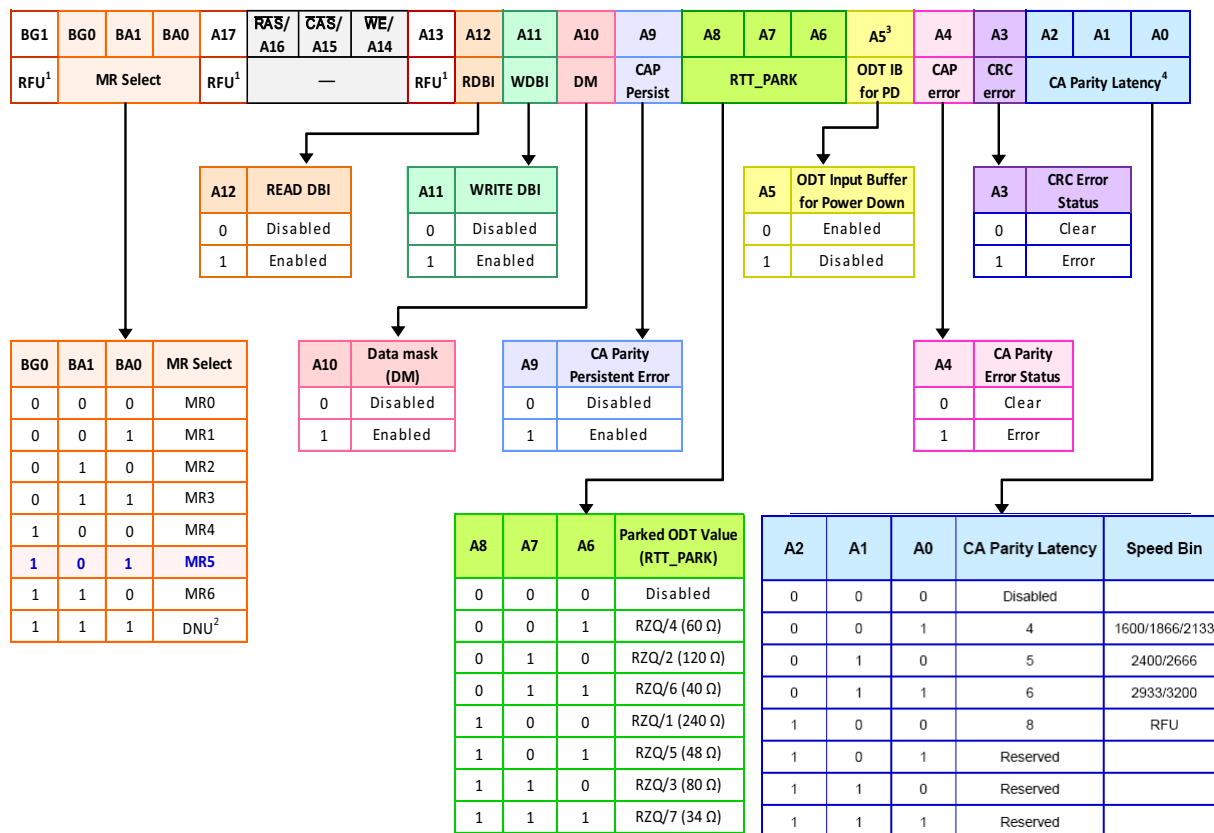 BG1 BG0 BA1 BA0 A17 RAS/ A16 CAS/ A15 WE/ A14 A13 A12 A11 A10 A9 A8 A7 A6 A5³ A4 A3 A2 A1 A0
RFU¹ MR Select RFU¹ — RFU¹ RDBI WDBI DM CAP Persist RTT_PARK ODT IB for PD CAP error CRC error CA Parity Latency⁴
A12 READ DBI
0 Disabled
1 Enabled
A11 WRITE DBI
0 Disabled
1 Enabled
A5 ODT Input Buffer for Power Down
0 Enabled
1 Disabled
A3 CRC Error Status
0 Clear
1 Error
BG0 BA1 BA0 MR Select
0 0 0 MR0
0 0 1 MR1
0 1 0 MR2
0 1 1 MR3
1 0 0 MR4
1 0 1 MR5
1 1 0 MR6
1 1 1 DNU²
A10 Data mask (DM)
0 Disabled
1 Enabled
A9 CA Parity Persistent Error
0 Disabled
1 Enabled
A4 CA Parity Error Status
0 Clear
1 Error
A8 A7 A6 Parked ODT Value (RTT_PARK)
0 0 0 Disabled
0 0 1 RZQ/4 (60 Ω)
0 1 0 RZQ/2 (120 Ω)
0 1 1 RZQ/6 (40 Ω)
1 0 0 RZQ/1 (240 Ω)
1 0 1 RZQ/5 (48 Ω)
1 1 0 RZQ/3 (80 Ω)
1 1 1 RZQ/7 (34 Ω)
A2 A1 A0 CA Parity Latency Speed Bin
0 0 0 Disabled
0 0 1 4 1600/1866/2133
0 1 0 5 2400/2666
0 1 1 6 2933/3200
1 0 0 8 RFU
1 0 1 Reserved
1 1 0 Reserved
1 1 1 Reserved